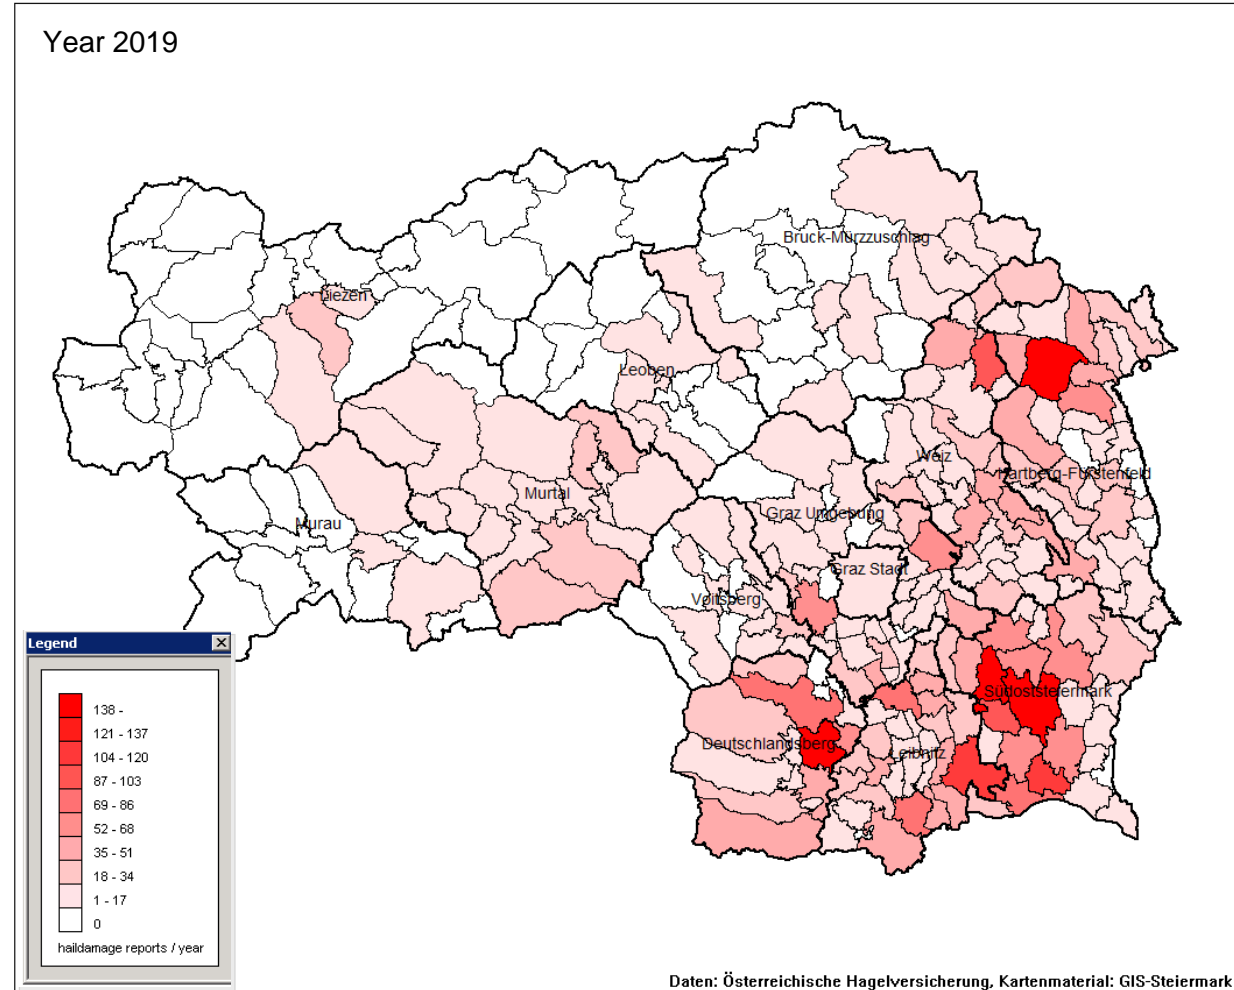 Year 2019
Bruck-Mürzzuschlag
Liezen
Leoben
Weiz
Hartberg-Fürstenfeld
Murtal
Murau
Graz Umgebung
Graz Stadt
Voitsberg
Südoststeiermark
Deutschlandsberg
Leibnitz
Legend
138 -
121 - 137
104 - 120
87 - 103
69 - 86
52 - 68
35 - 51
18 - 34
1 - 17
0
haildamage reports / year
Daten: Österreichische Hagelversicherung, Kartenmaterial: GIS-Steiermark